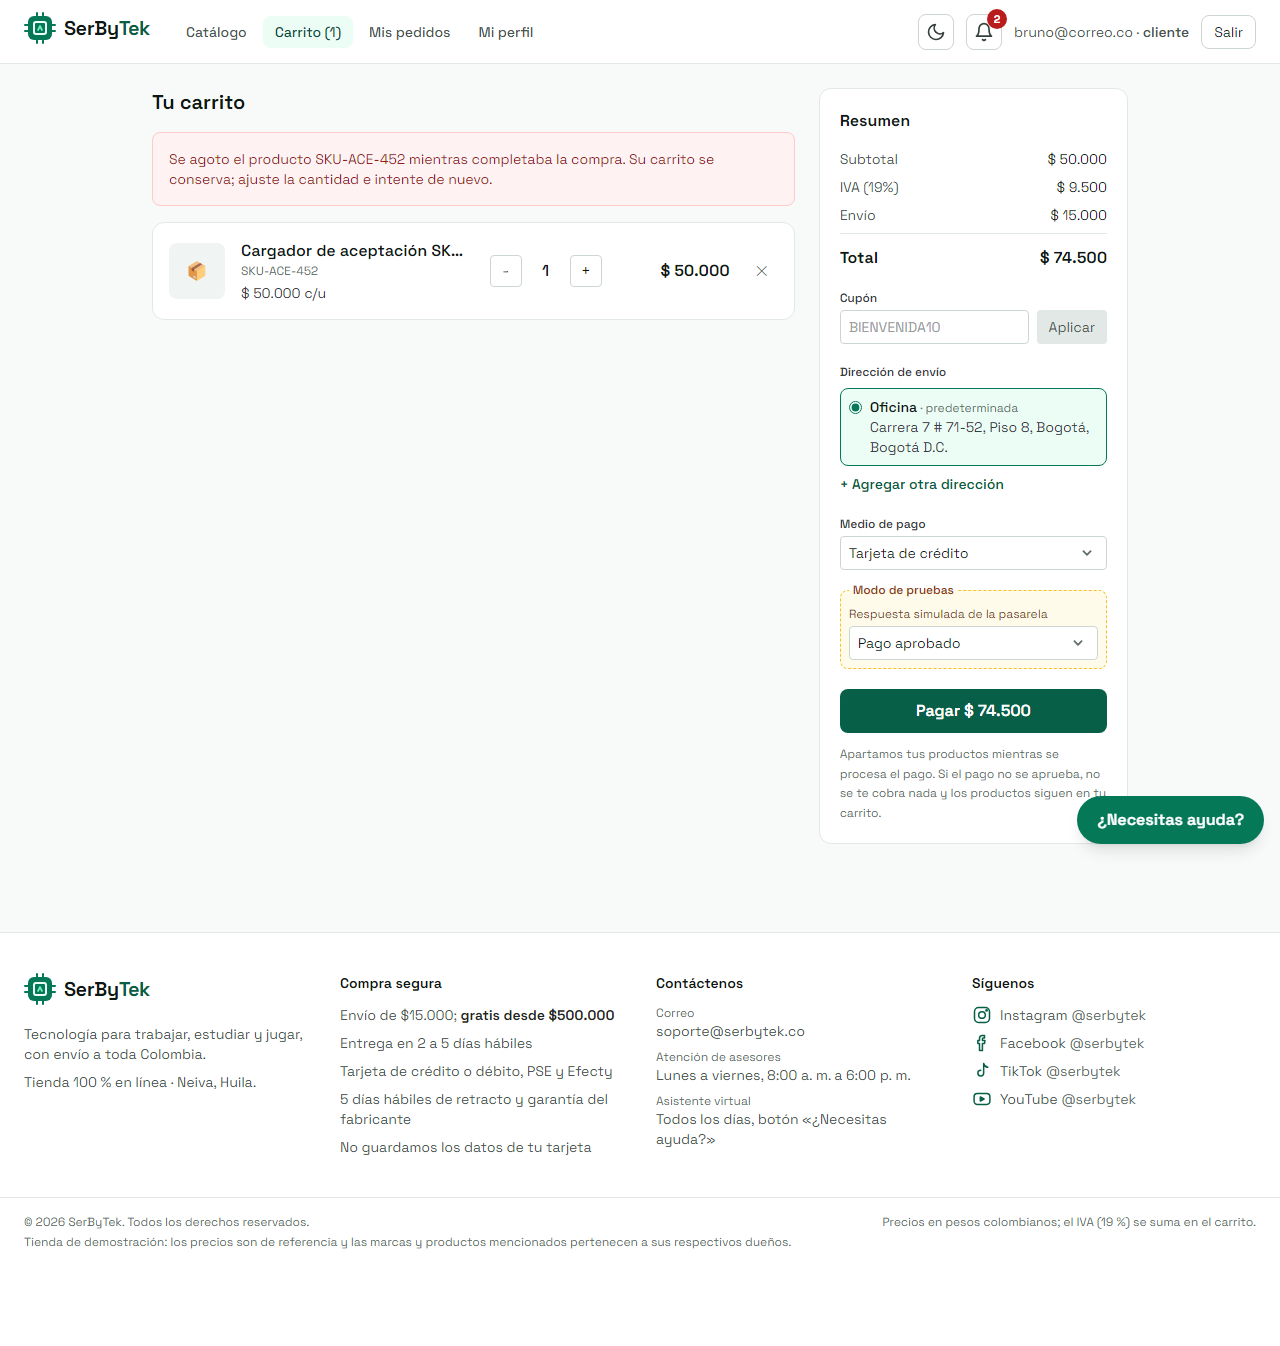 SerByTek
Catálogo
Carrito (1)
Mis pedidos
Mi perfil
2
bruno@correo.co · cliente
Salir
Tu carrito
Se agoto el producto SKU-ACE-452 mientras completaba la compra. Su carrito se
conserva; ajuste la cantidad e intente de nuevo.
Cargador de aceptación SK...
SKU-ACE-452
$ 50.000 c/u
-
1
+
$ 50.000
Resumen
Subtotal $ 50.000
IVA (19%) $ 9.500
Envío $ 15.000
Total $ 74.500
Cupón
BIENVENIDA10
Aplicar
Dirección de envío
Oficina · predeterminada
Carrera 7 # 71-52, Piso 8, Bogotá,
Bogotá D.C.
+ Agregar otra dirección
Medio de pago
Tarjeta de crédito
Modo de pruebas
Respuesta simulada de la pasarela
Pago aprobado
Pagar $ 74.500
Apartamos tus productos mientras se
procesa el pago. Si el pago no se aprueba, no
se te cobra nada y los productos siguen en tu
carrito.
¿Necesitas ayuda?
SerByTek
Tecnología para trabajar, estudiar y jugar,
con envío a toda Colombia.
Tienda 100 % en línea · Neiva, Huila.
Compra segura
Envío de $15.000; gratis desde $500.000
Entrega en 2 a 5 días hábiles
Tarjeta de crédito o débito, PSE y Efecty
5 días hábiles de retracto y garantía del
fabricante
No guardamos los datos de tu tarjeta
Contáctenos
Correo
soporte@serbytek.co
Atención de asesores
Lunes a viernes, 8:00 a. m. a 6:00 p. m.
Asistente virtual
Todos los días, botón «¿Necesitas
ayuda?»
Síguenos
Instagram @serbytek
Facebook @serbytek
TikTok @serbytek
YouTube @serbytek
© 2026 SerByTek. Todos los derechos reservados.
Precios en pesos colombianos; el IVA (19 %) se suma en el carrito.
Tienda de demostración: los precios son de referencia y las marcas y productos mencionados pertenecen a sus respectivos dueños.